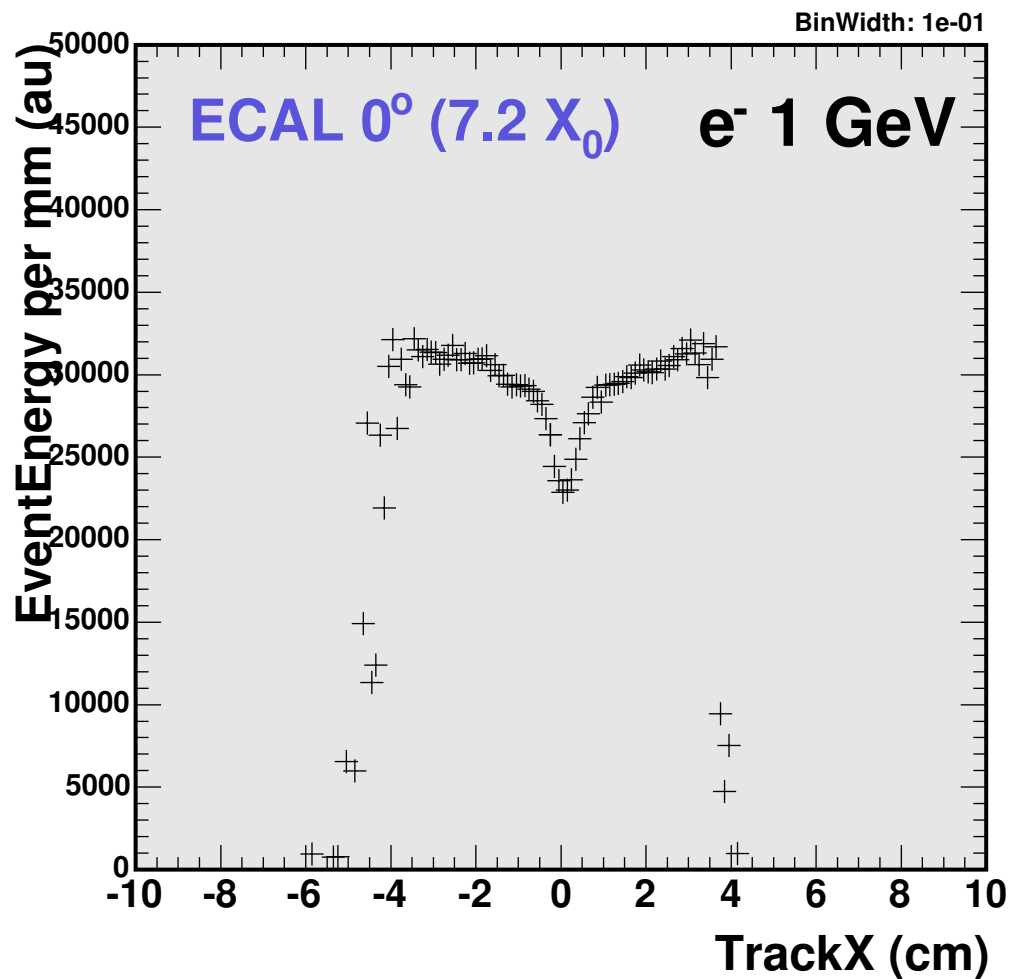 BinWidth: 1e-01
EventEnergy per mm (au)
50000
45000
40000
35000
30000
25000
20000
15000
10000
5000
0
ECAL 0° (7.2 X₀) e⁻ 1 GeV
-10 -8 -6 -4 -2 0 2 4 6 8 10
TrackX (cm)